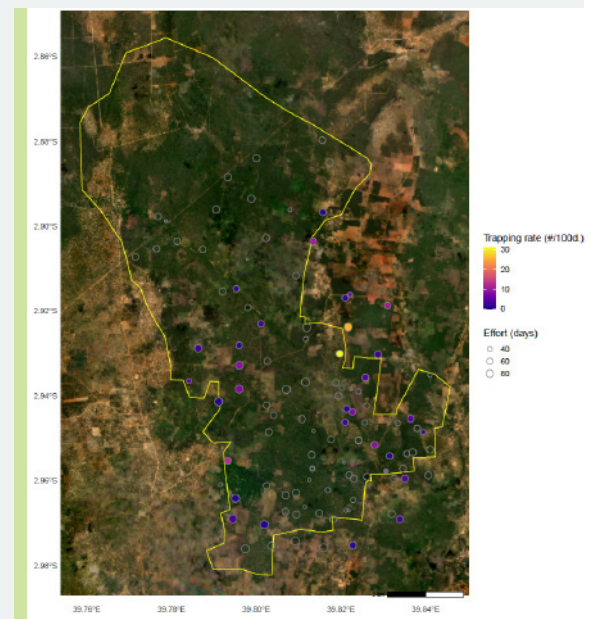 2.86°S
2.88°S
2.90°S
2.92°S
2.94°S
2.96°S
2.98°S
39.76°E
39.78°E
39.80°E
39.82°E
39.84°E
Trapping rate (#/100d.)
30
20
10
0
Effort (days)
40
60
80